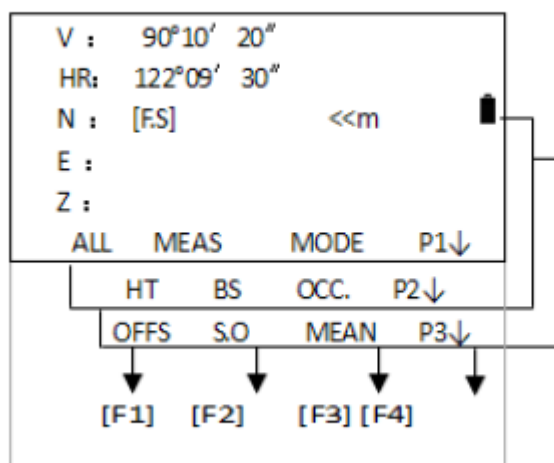 V : 90°10′ 20″
HR: 122°09′ 30″
N : [F.S] <<m
E :
Z :
ALL MEAS MODE P1↓
HT BS OCC. P2↓
OFFS S.O MEAN P3↓
[F1] [F2] [F3] [F4]